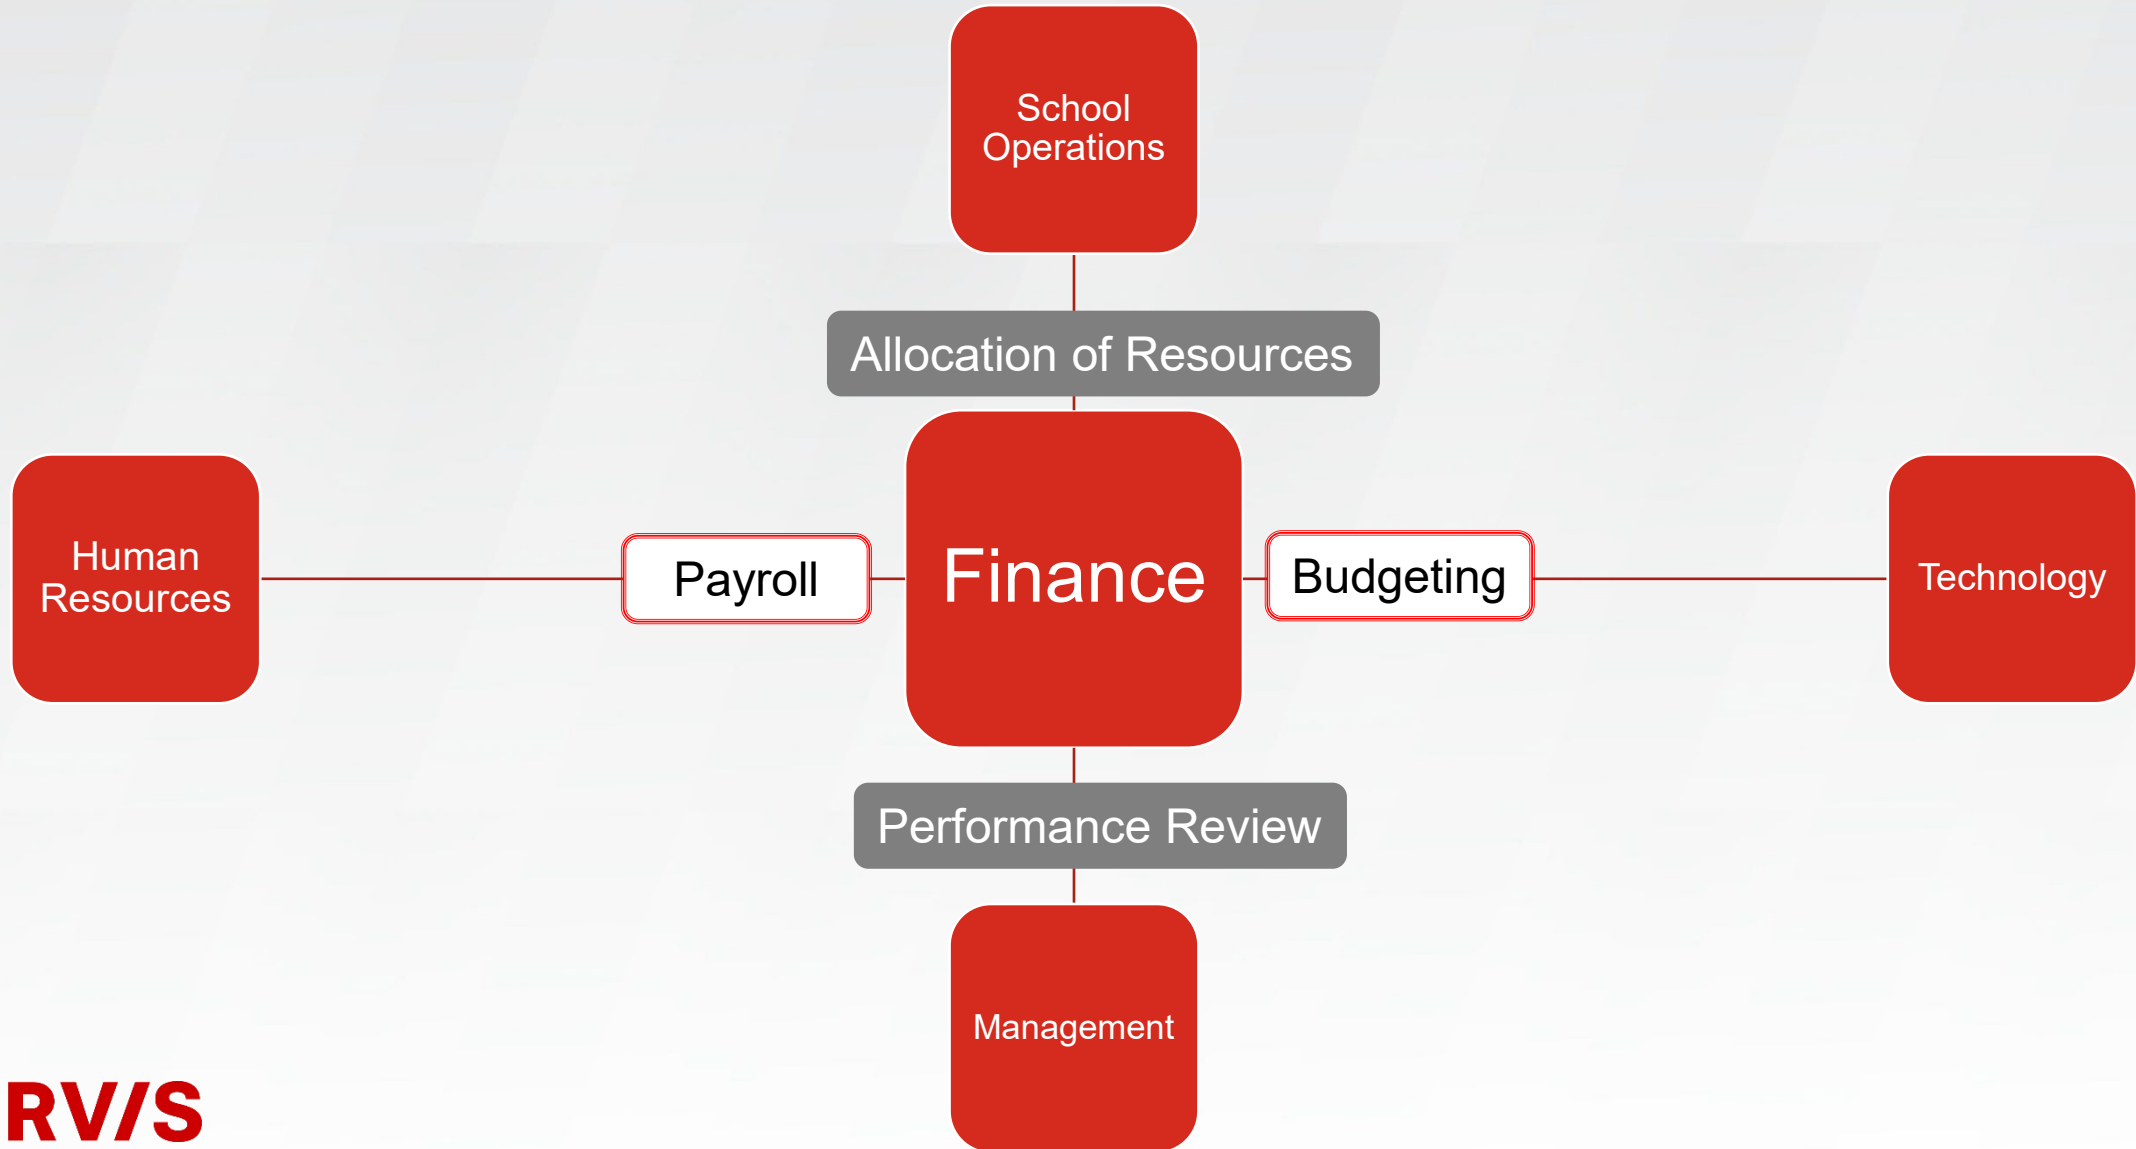 School
Operations
Allocation of Resources
Human
Resources
Payroll
Finance
Budgeting
Technology
Performance Review
Management
RV/S